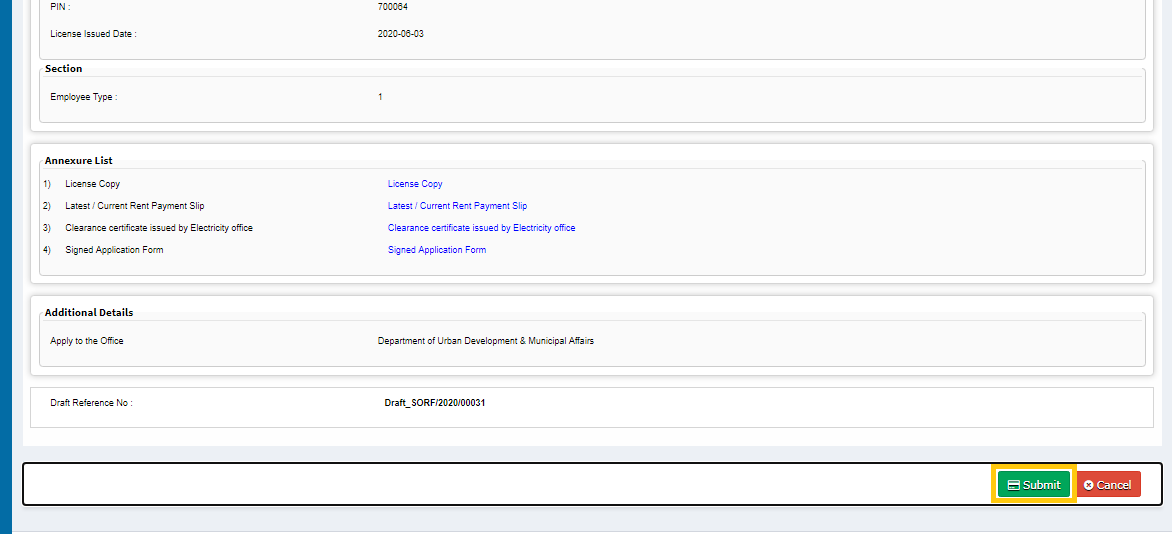 PIN : 700064
License Issued Date : 2020-06-03
Section
Employee Type : 1
Annexure List
1) License Copy License Copy
2) Latest / Current Rent Payment Slip Latest / Current Rent Payment Slip
3) Clearance certificate issued by Electricity office Clearance certificate issued by Electricity office
4) Signed Application Form Signed Application Form
Additional Details
Apply to the Office Department of Urban Development & Municipal Affairs
Draft Reference No : Draft_SORF/2020/00031
Submit Cancel